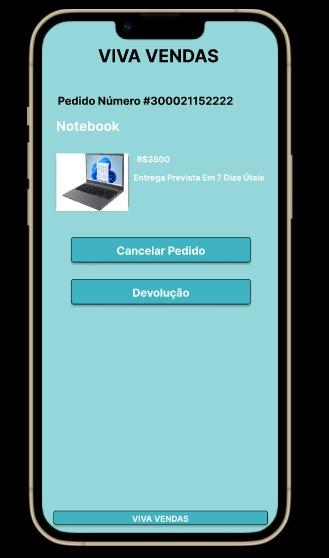 VIVA VENDAS
Pedido Número #300021152222
Notebook
R$3500
Entrega Prevista Em 7 Dias Úteis
Cancelar Pedido
Devolução
VIVA VENDAS